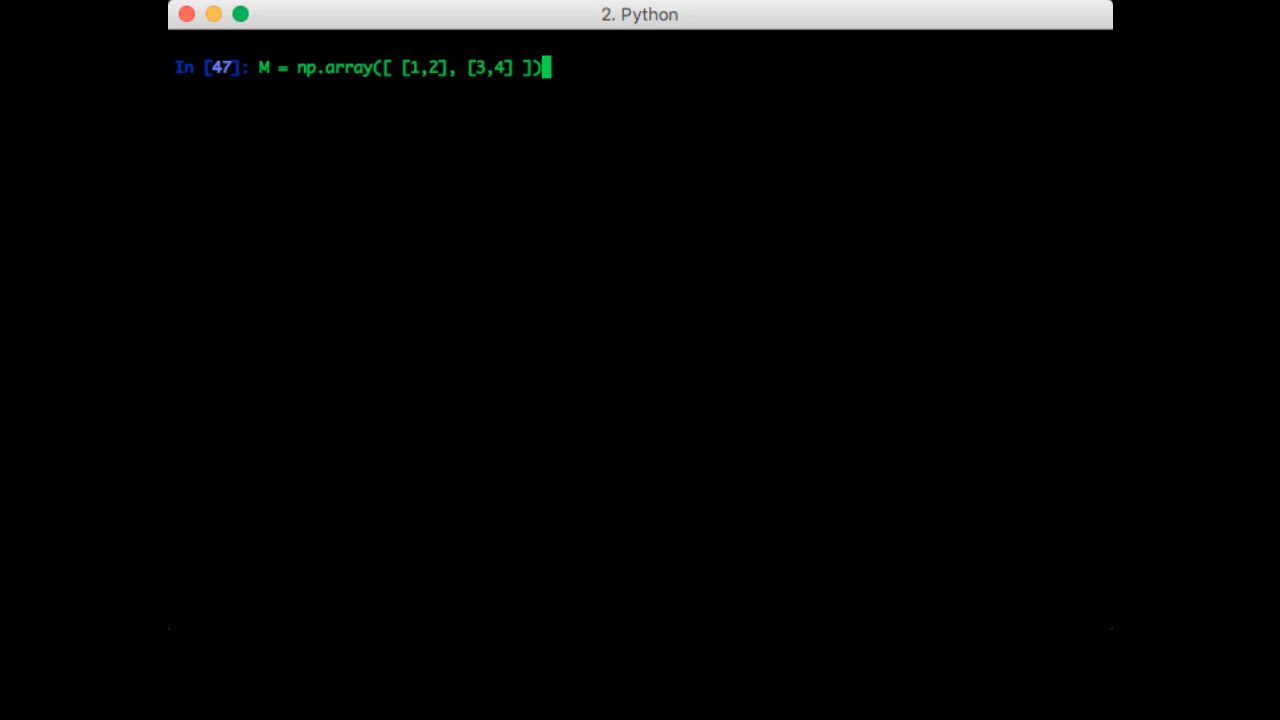 2. Python
In [47]: M = np.array([ [1,2], [3,4] ])